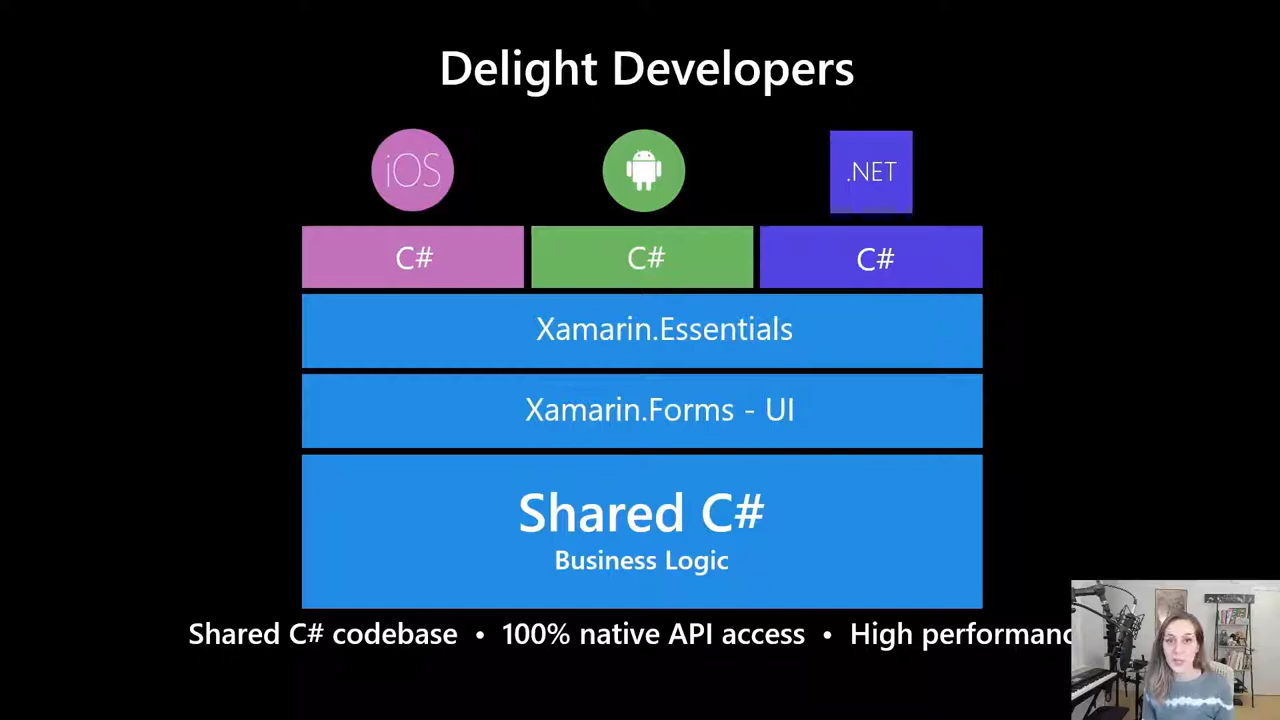 Delight Developers
iOS
.NET
C#
C#
C#
Xamarin.Essentials
Xamarin.Forms - UI
Shared C#
Business Logic
Shared C# codebase • 100% native API access • High performanc